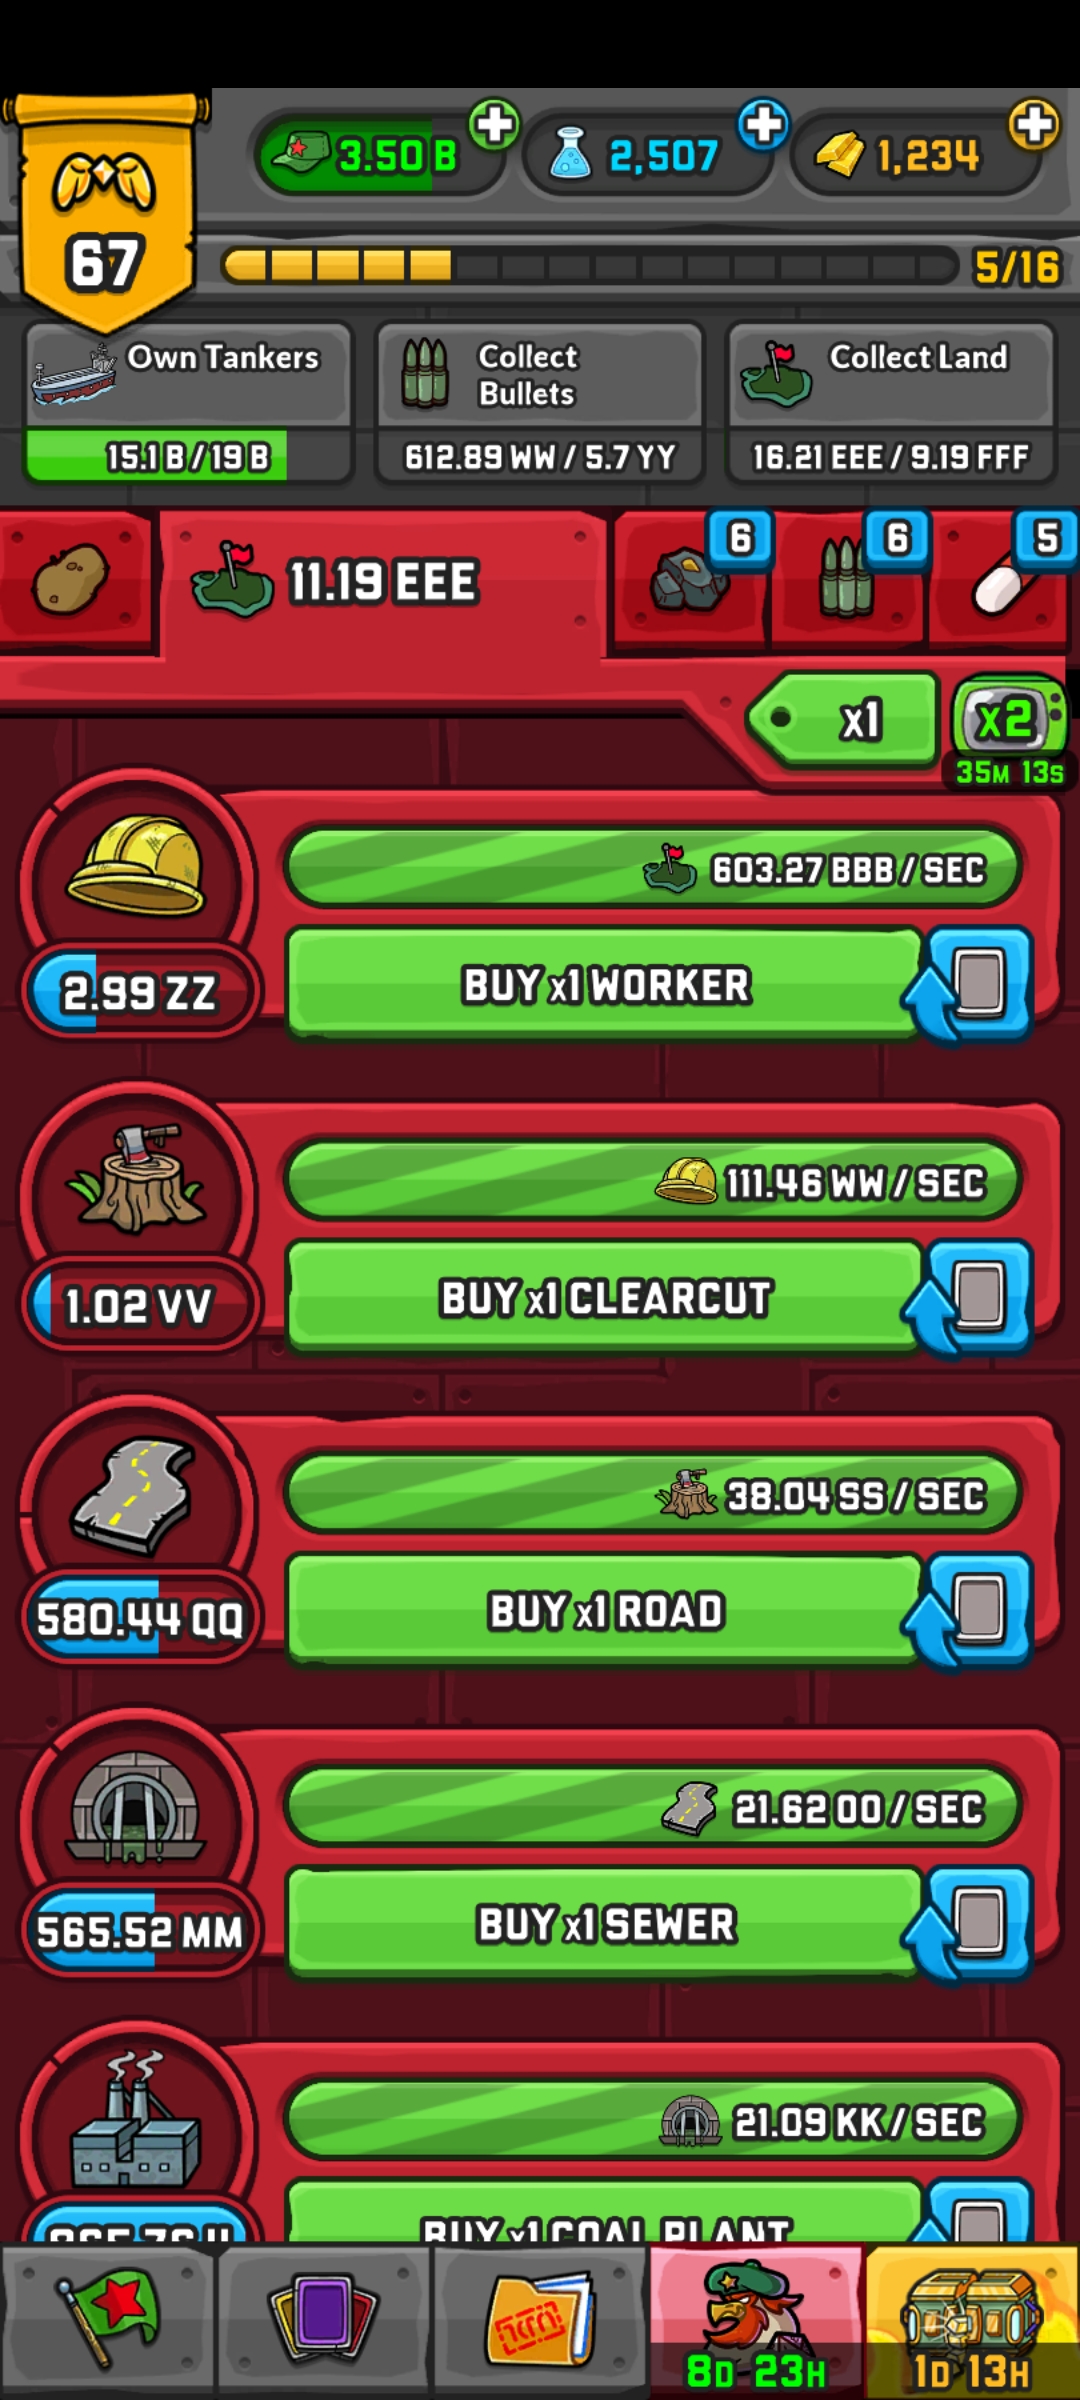 3.50 B
2,507
1,234
67
5/16
Own Tankers
15.1 B / 19 B
Collect
Bullets
612.89 WW / 5.7 YY
Collect Land
16.21 EEE / 9.19 FFF
11.19 EEE
6
6
5
x1
x2
35M 13S
603.27 BBB / SEC
2.99 ZZ
BUY x1 WORKER
111.46 WW / SEC
1.02 VV
BUY x1 CLEARCUT
38.04 SS / SEC
580.44 QQ
BUY x1 ROAD
21.62 OO / SEC
565.52 MM
BUY x1 SEWER
21.09 KK / SEC
BUY x1 COAL PLANT
8D 23H
1D 13H